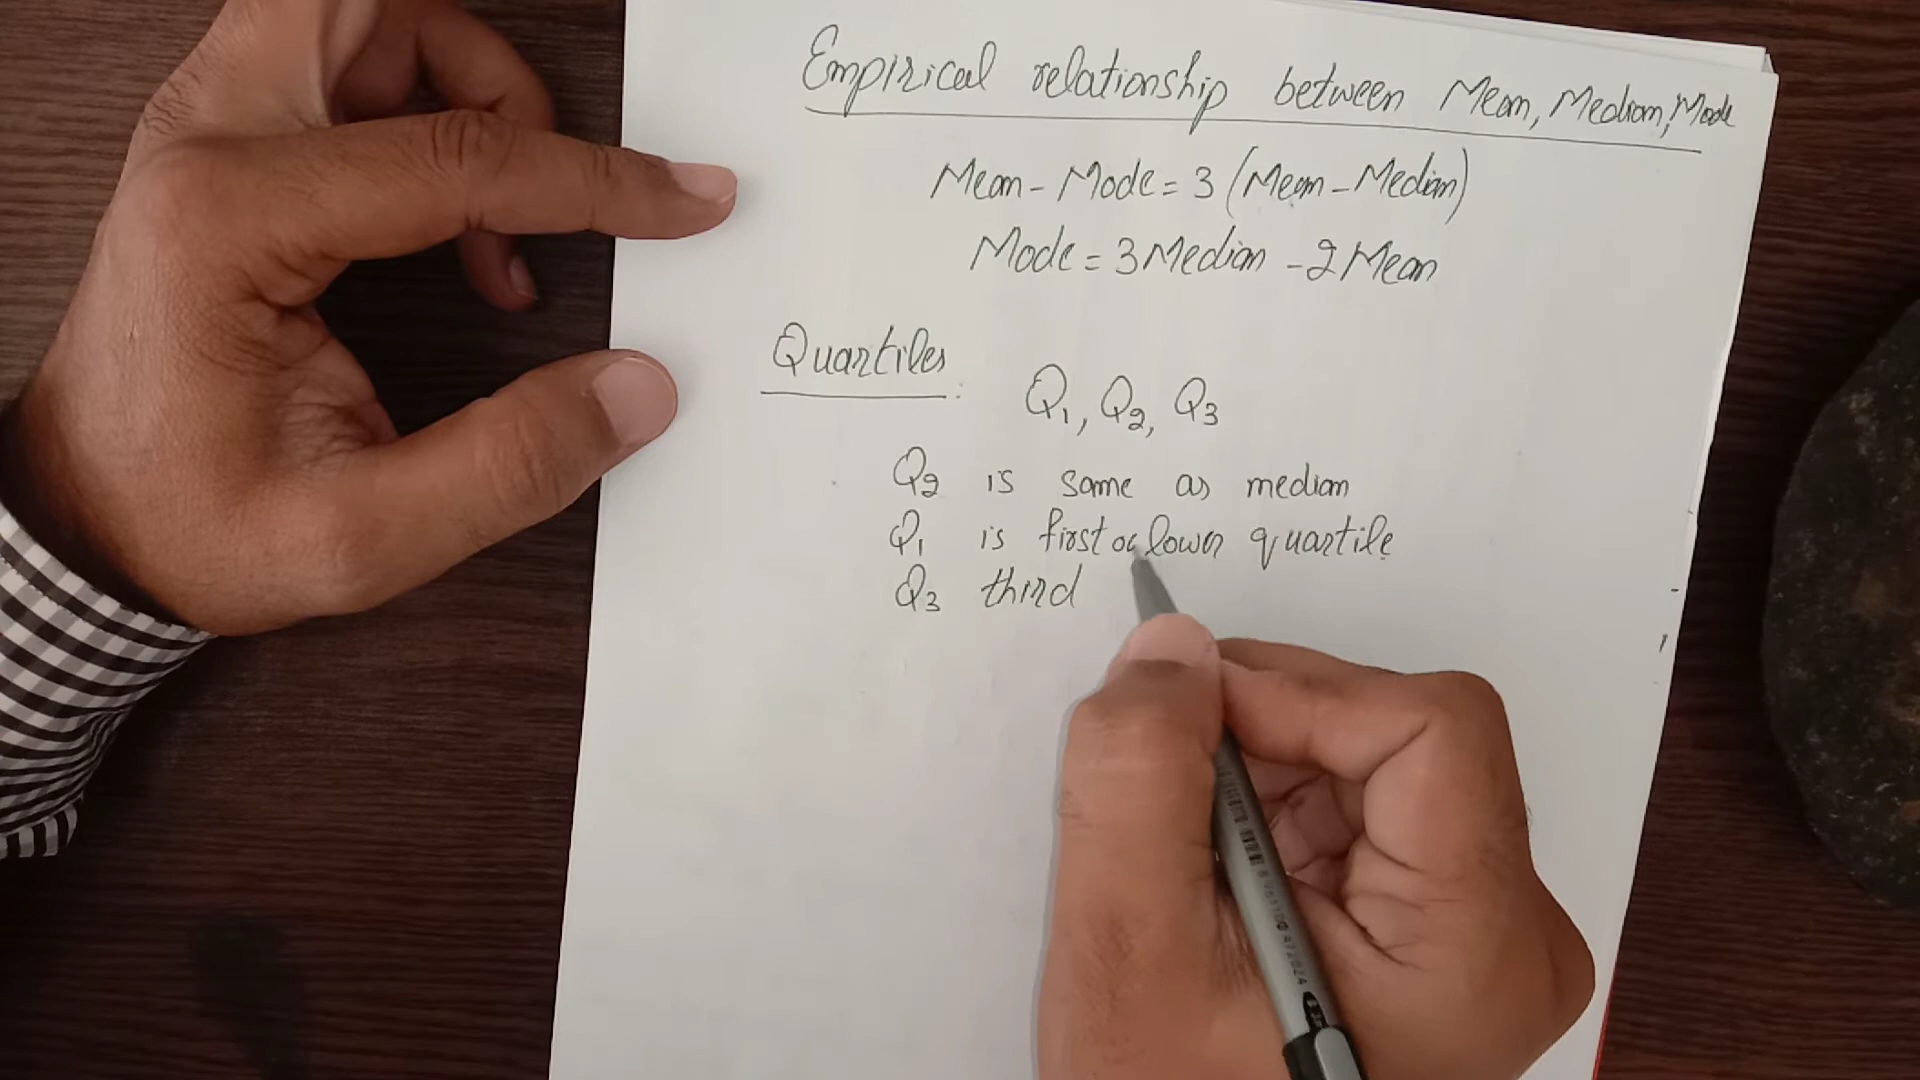 Empirical relationship between Mean, Median, Mode
Mean - Mode = 3 (Mean - Median)
Mode = 3 Median - 2 Mean
Quartiles :
Q1, Q2, Q3
Q2 is same as median
Q1 is first or lower quartile
Q3 third